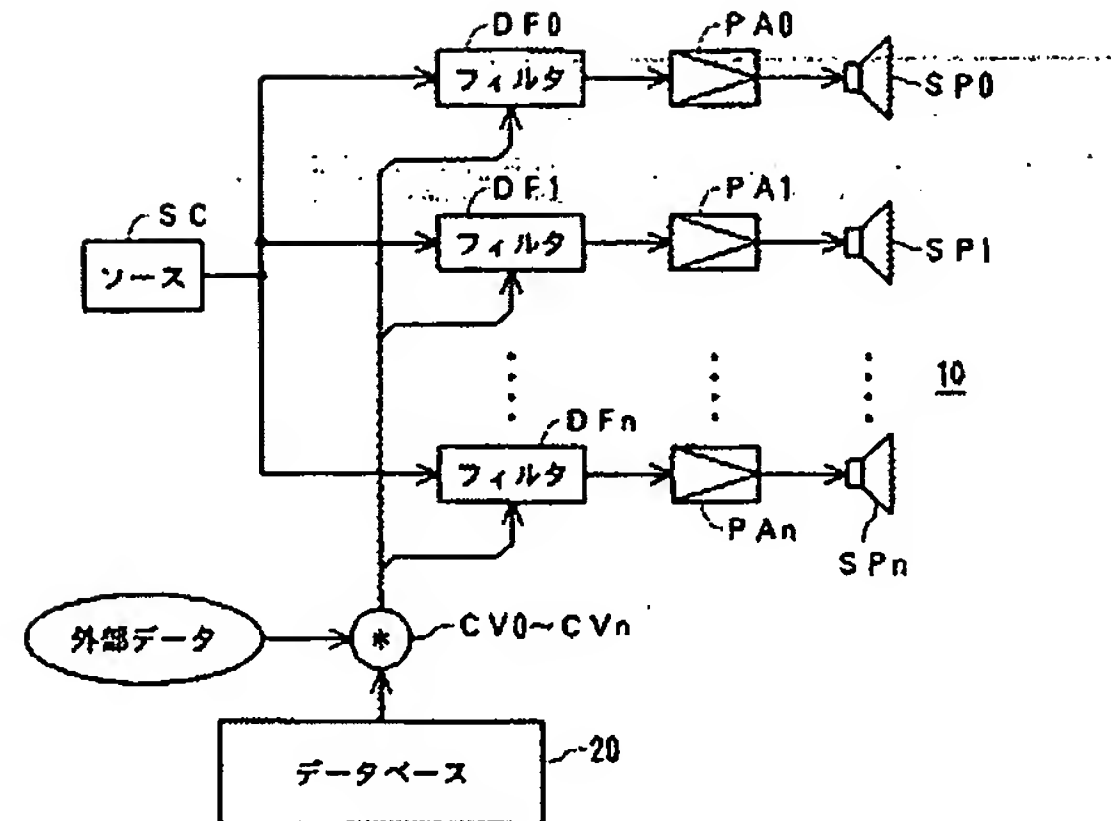 DF0
フィルタ
PA0
SP0
DF1
フィルタ
PA1
SP1
SC
ソース
10
DFn
フィルタ
PAn
SPn
外部データ
*
CV0~CVn
データベース
20